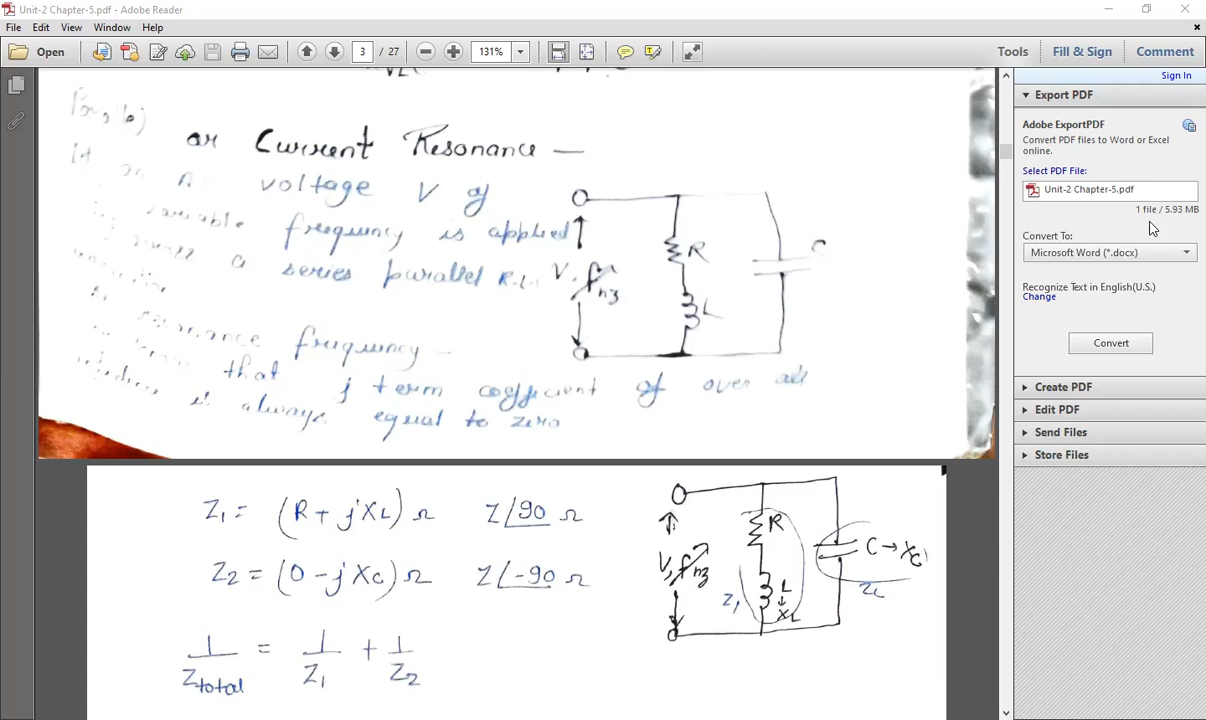 Unit-2 Chapter-5.pdf - Adobe Reader
File Edit View Window Help
Open 3 / 27 131% Tools Fill & Sign Comment
Sign In
Export PDF
Adobe ExportPDF
Convert PDF files to Word or Excel
online.
Select PDF File:
Unit-2 Chapter-5.pdf
1 file / 5.93 MB
Convert To:
Microsoft Word (*.docx)
Recognize Text in English(U.S.)
Change
Convert
Create PDF
Edit PDF
Send Files
Store Files
or Current Resonance —
voltage V of
variable frequency is applied
a series parallel R-L-
resonance frequency —
that j term coefficient of over all
is always equal to zero
V, f Hz
R
L
C
Z1 = (R + jXL) Ω Z/90 Ω
Z2 = (0 - jXC) Ω Z/-90 Ω
1/Ztotal = 1/Z1 + 1/Z2
V, f Hz
R
L
XL
Z1
C → XC